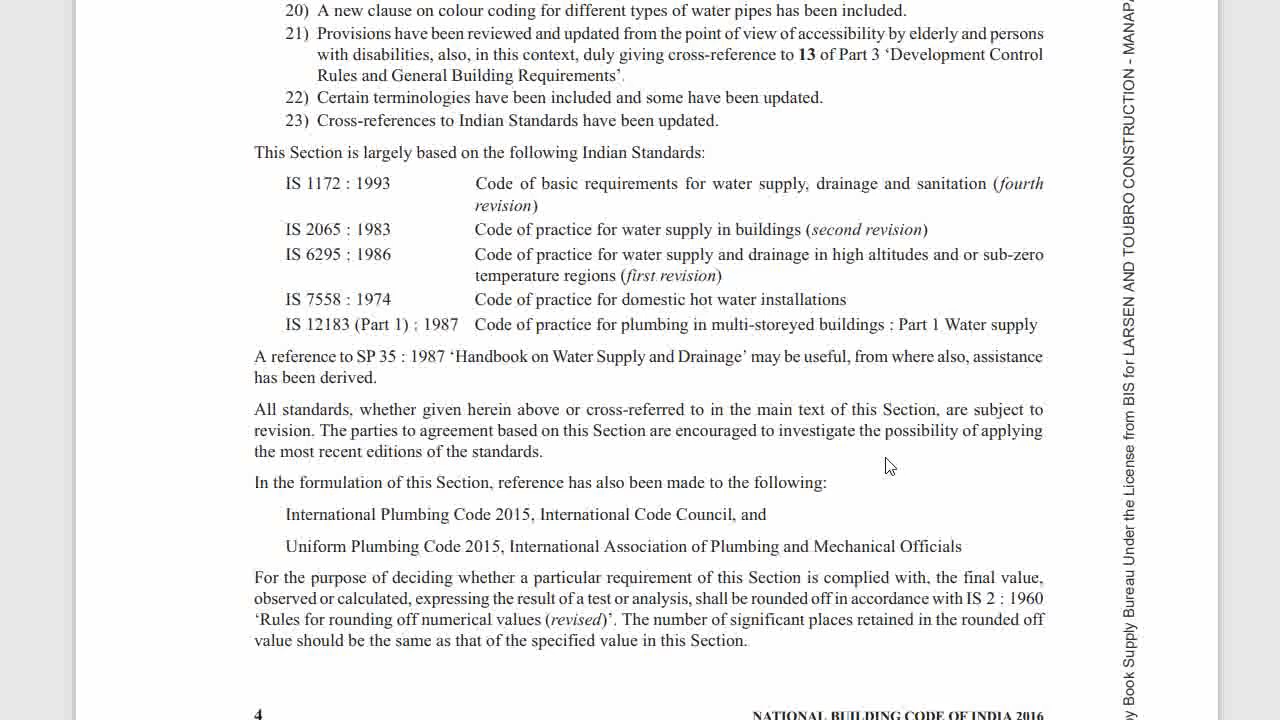 20) A new clause on colour coding for different types of water pipes has been included.
21) Provisions have been reviewed and updated from the point of view of accessibility by elderly and persons
with disabilities, also, in this context, duly giving cross-reference to 13 of Part 3 ‘Development Control
Rules and General Building Requirements’.
22) Certain terminologies have been included and some have been updated.
23) Cross-references to Indian Standards have been updated.
This Section is largely based on the following Indian Standards:
IS 1172 : 1993 Code of basic requirements for water supply, drainage and sanitation (fourth
revision)
IS 2065 : 1983 Code of practice for water supply in buildings (second revision)
IS 6295 : 1986 Code of practice for water supply and drainage in high altitudes and or sub-zero
temperature regions (first revision)
IS 7558 : 1974 Code of practice for domestic hot water installations
IS 12183 (Part 1) : 1987 Code of practice for plumbing in multi-storeyed buildings : Part 1 Water supply
A reference to SP 35 : 1987 ‘Handbook on Water Supply and Drainage’ may be useful, from where also, assistance
has been derived.
All standards, whether given herein above or cross-referred to in the main text of this Section, are subject to
revision. The parties to agreement based on this Section are encouraged to investigate the possibility of applying
the most recent editions of the standards.
In the formulation of this Section, reference has also been made to the following:
International Plumbing Code 2015, International Code Council, and
Uniform Plumbing Code 2015, International Association of Plumbing and Mechanical Officials
For the purpose of deciding whether a particular requirement of this Section is complied with, the final value,
observed or calculated, expressing the result of a test or analysis, shall be rounded off in accordance with IS 2 : 1960
‘Rules for rounding off numerical values (revised)’. The number of significant places retained in the rounded off
value should be the same as that of the specified value in this Section.
4 NATIONAL BUILDING CODE OF INDIA 2016
Book Supply Bureau Under the License from BIS for LARSEN AND TOUBRO CONSTRUCTION -